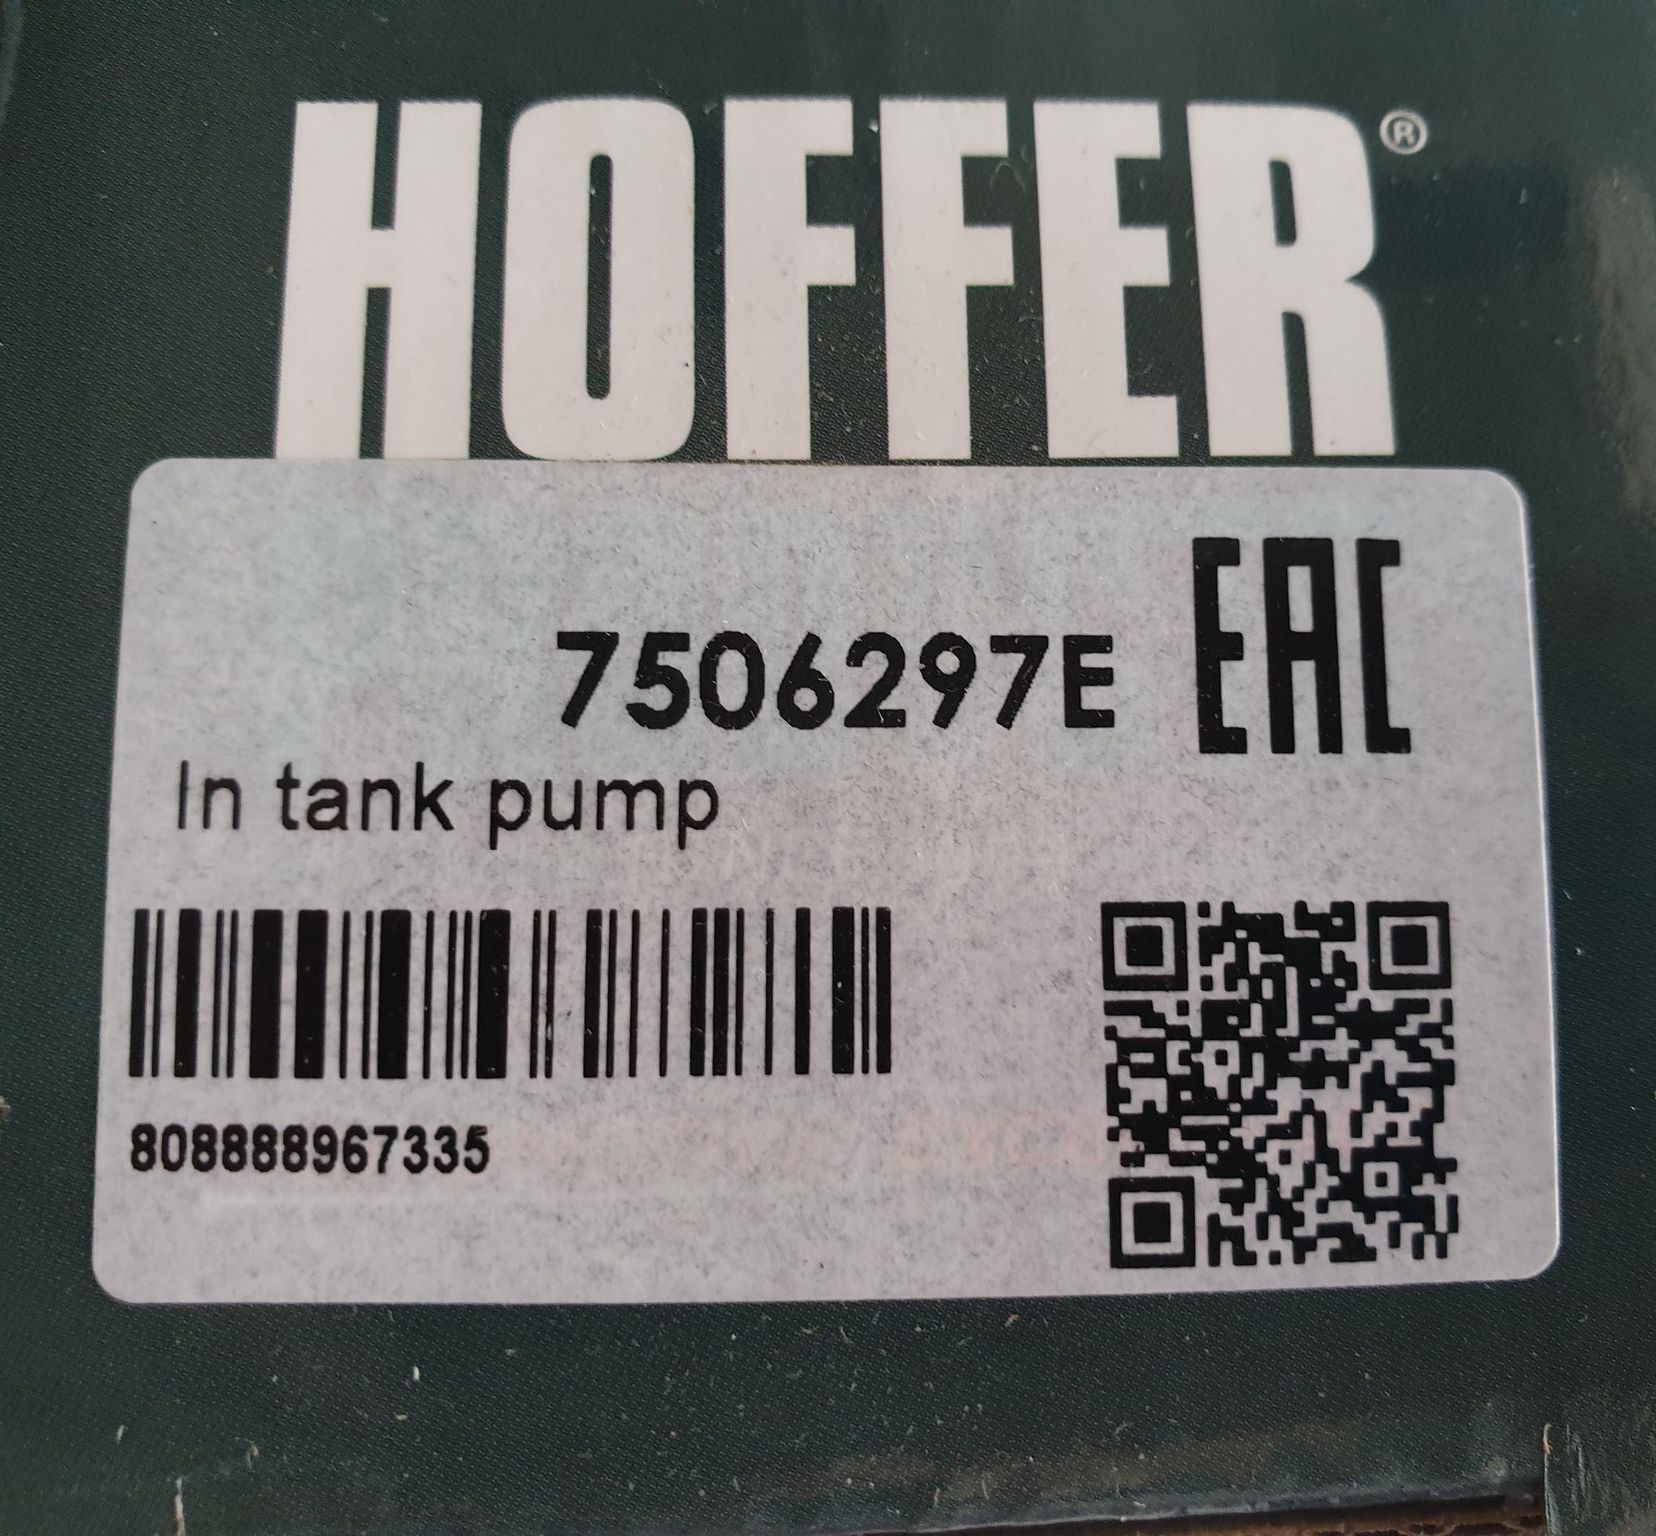 HOFFER®
7506297E EAC
In tank pump
808888967335